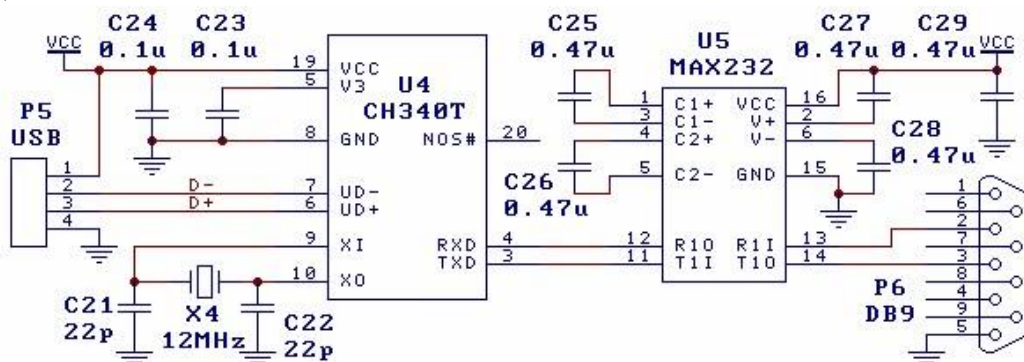 VCC
C24
0.1u
C23
0.1u
P5
USB
1
2
3
4
D-
D+
19
5
8
7
6
9
10
VCC
V3
GND
UD-
UD+
XI
XO
U4
CH340T
NOS#
RXD
TXD
20
4
3
C21
22p
X4
12MHz
C22
22p
C25
0.47u
C26
0.47u
U5
MAX232
1
3
4
5
12
11
C1+
C1-
C2+
C2-
R1O
T1I
VCC
V+
V-
GND
R1I
T1O
16
2
6
15
13
14
C27
0.47u
C29
0.47u
VCC
C28
0.47u
P6
DB9
1
6
2
7
3
8
4
9
5